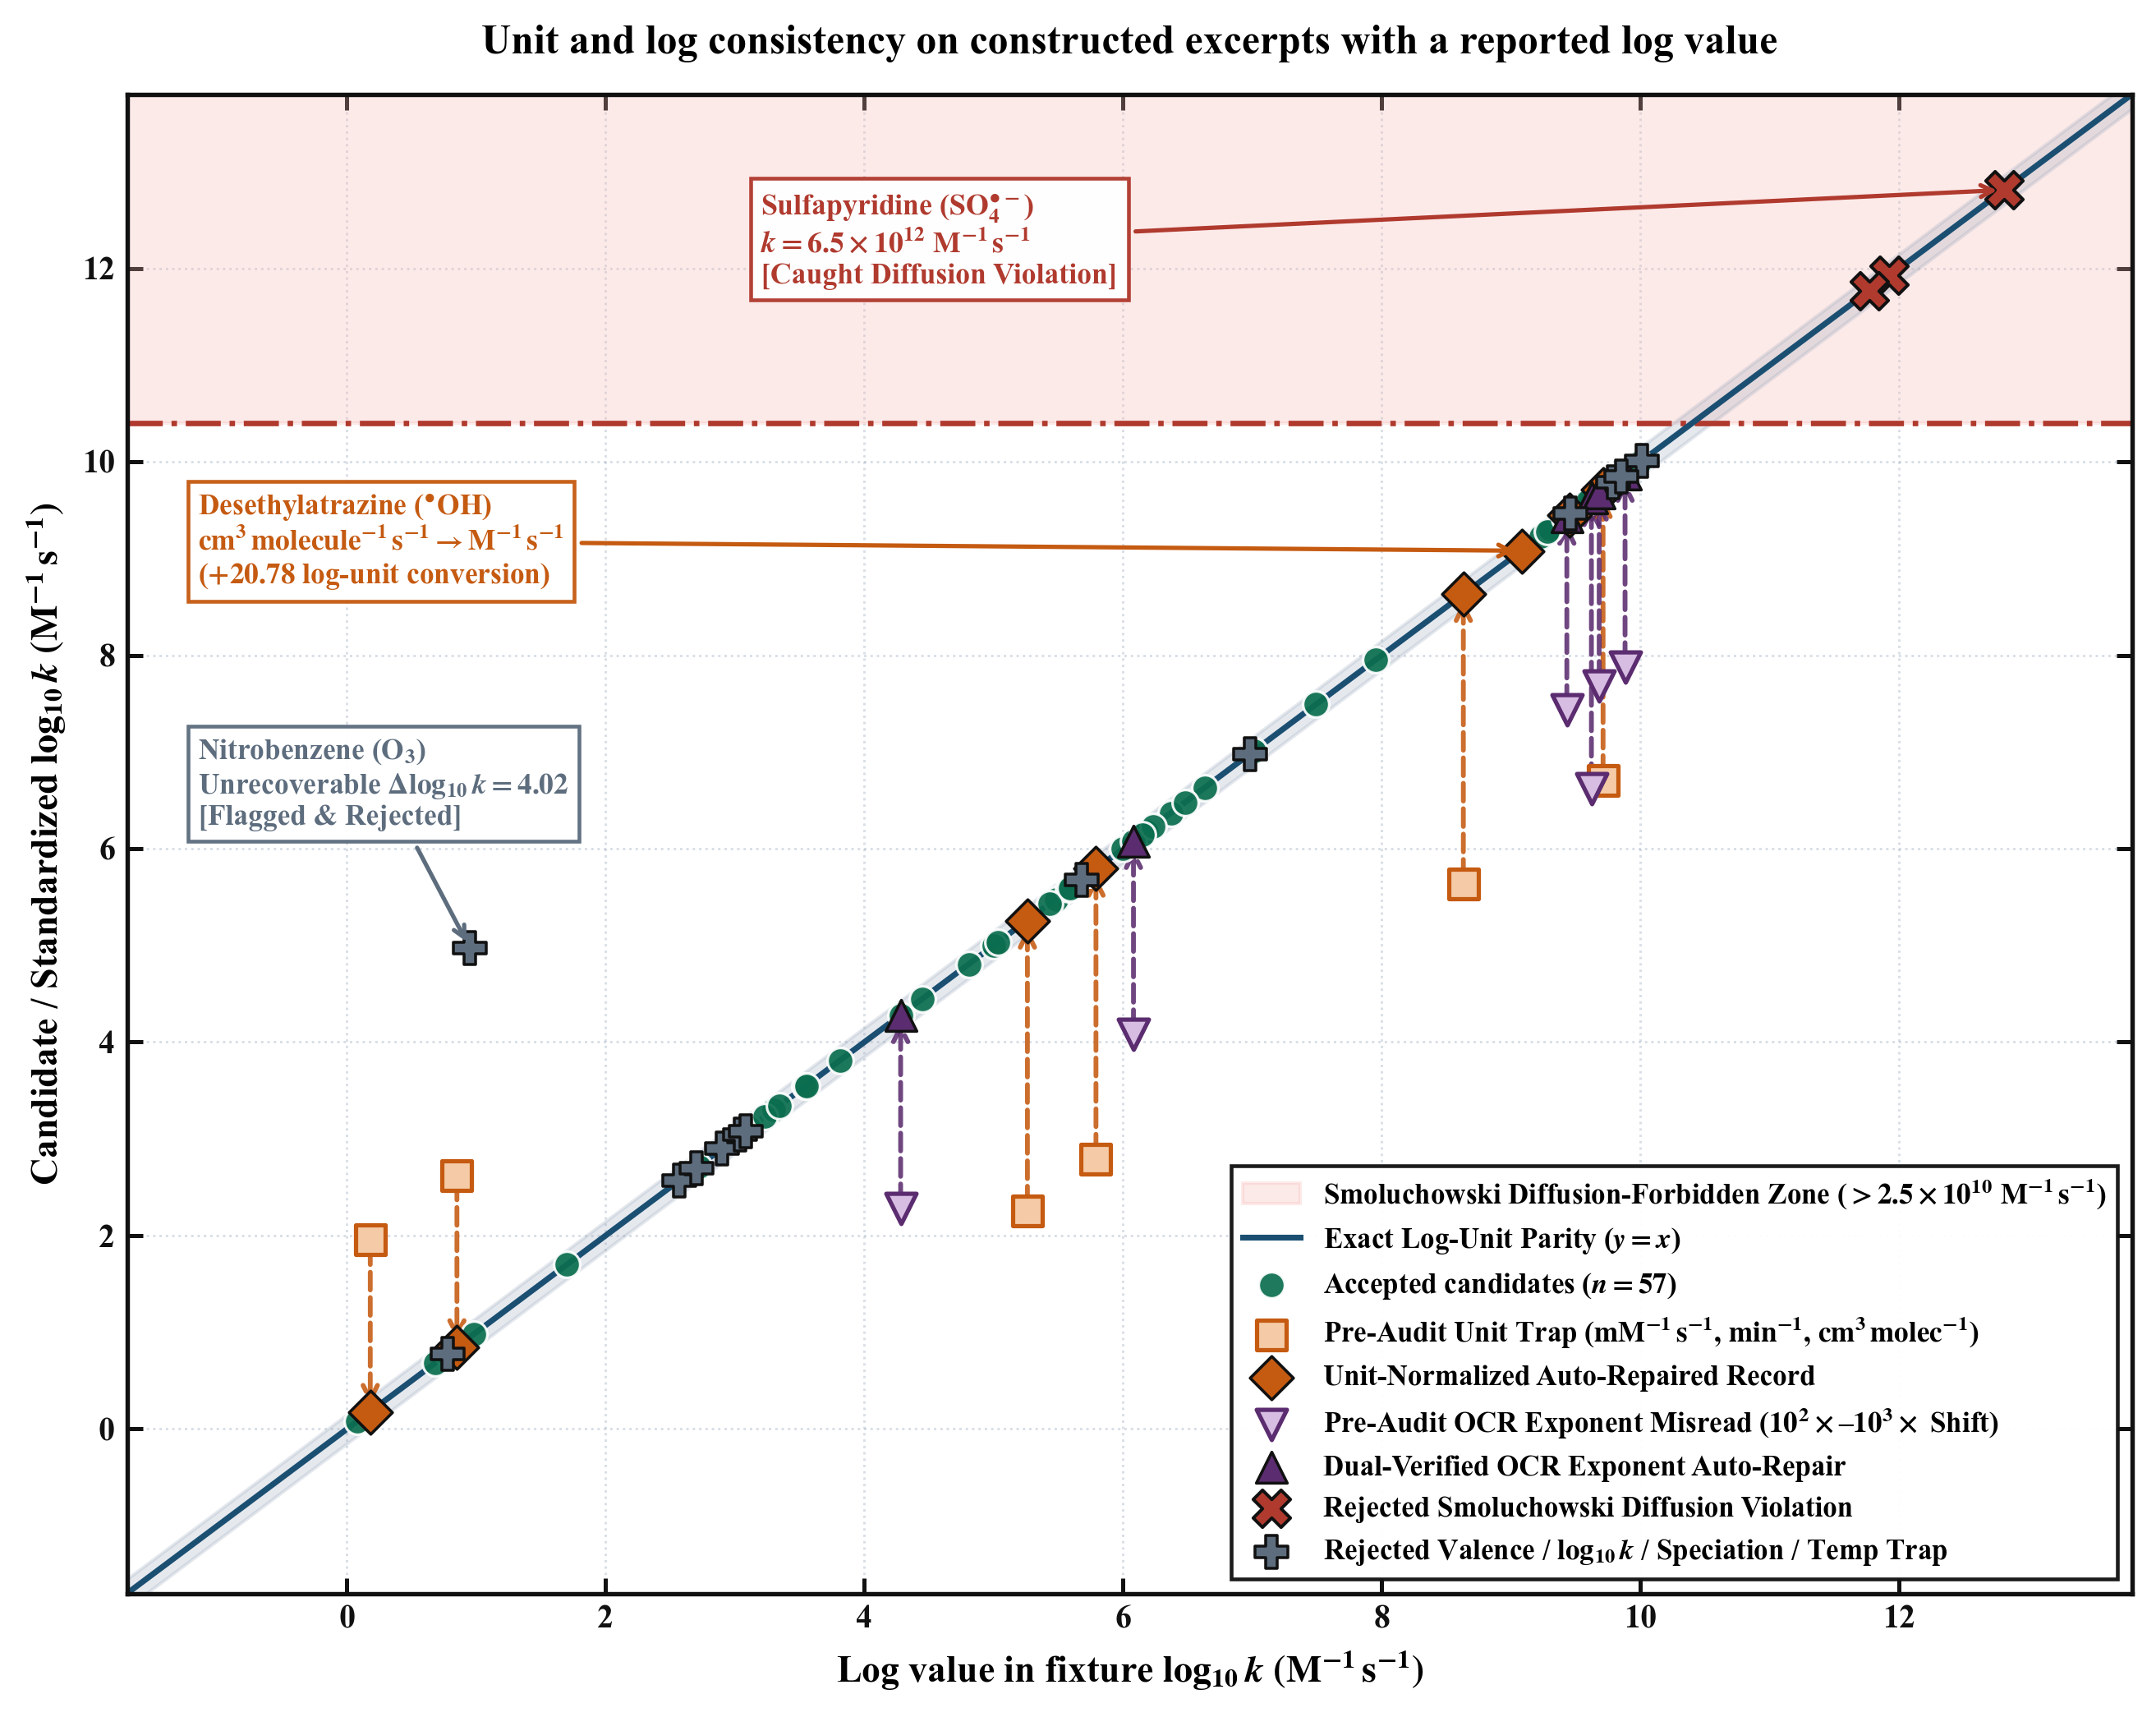 Unit and log consistency on constructed excerpts with a reported log value
Candidate / Standardized log₁₀ k (M⁻¹ s⁻¹)
12
10
8
6
4
2
0
Sulfapyridine (SO₄•⁻)
k = 6.5 × 10¹² M⁻¹ s⁻¹
[Caught Diffusion Violation]
Desethylatrazine (•OH)
cm³ molecule⁻¹ s⁻¹ → M⁻¹ s⁻¹
(+20.78 log-unit conversion)
Nitrobenzene (O₃)
Unrecoverable Δlog₁₀ k = 4.02
[Flagged & Rejected]
Smoluchowski Diffusion-Forbidden Zone (> 2.5 × 10¹⁰ M⁻¹ s⁻¹)
Exact Log-Unit Parity (y = x)
Accepted candidates (n = 57)
Pre-Audit Unit Trap (mM⁻¹ s⁻¹, min⁻¹, cm³ molec⁻¹)
Unit-Normalized Auto-Repaired Record
Pre-Audit OCR Exponent Misread (10² × –10³ × Shift)
Dual-Verified OCR Exponent Auto-Repair
Rejected Smoluchowski Diffusion Violation
Rejected Valence / log₁₀ k / Speciation / Temp Trap
0 2 4 6 8 10 12
Log value in fixture log₁₀ k (M⁻¹ s⁻¹)